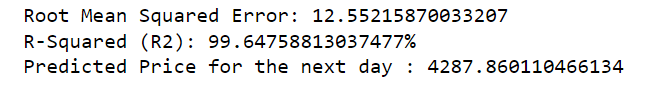 Root Mean Squared Error: 12.55215870033207
R-Squared (R2): 99.64758813037477%
Predicted Price for the next day : 4287.860110466134